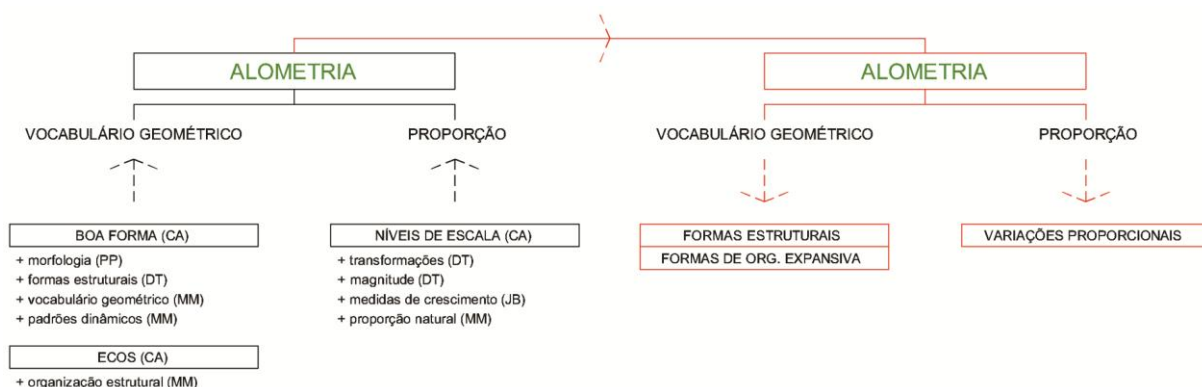 ALOMETRIA
VOCABULÁRIO GEOMÉTRICO
PROPORÇÃO
BOA FORMA (CA)
+ morfologia (PP)
+ formas estruturais (DT)
+ vocabulário geométrico (MM)
+ padrões dinâmicos (MM)
ECOS (CA)
+ organização estrutural (MM)
NÍVEIS DE ESCALA (CA)
+ transformações (DT)
+ magnitude (DT)
+ medidas de crescimento (JB)
+ proporção natural (MM)
ALOMETRIA
VOCABULÁRIO GEOMÉTRICO
PROPORÇÃO
FORMAS ESTRUTURAIS
FORMAS DE ORG. EXPANSIVA
VARIAÇÕES PROPORCIONAIS